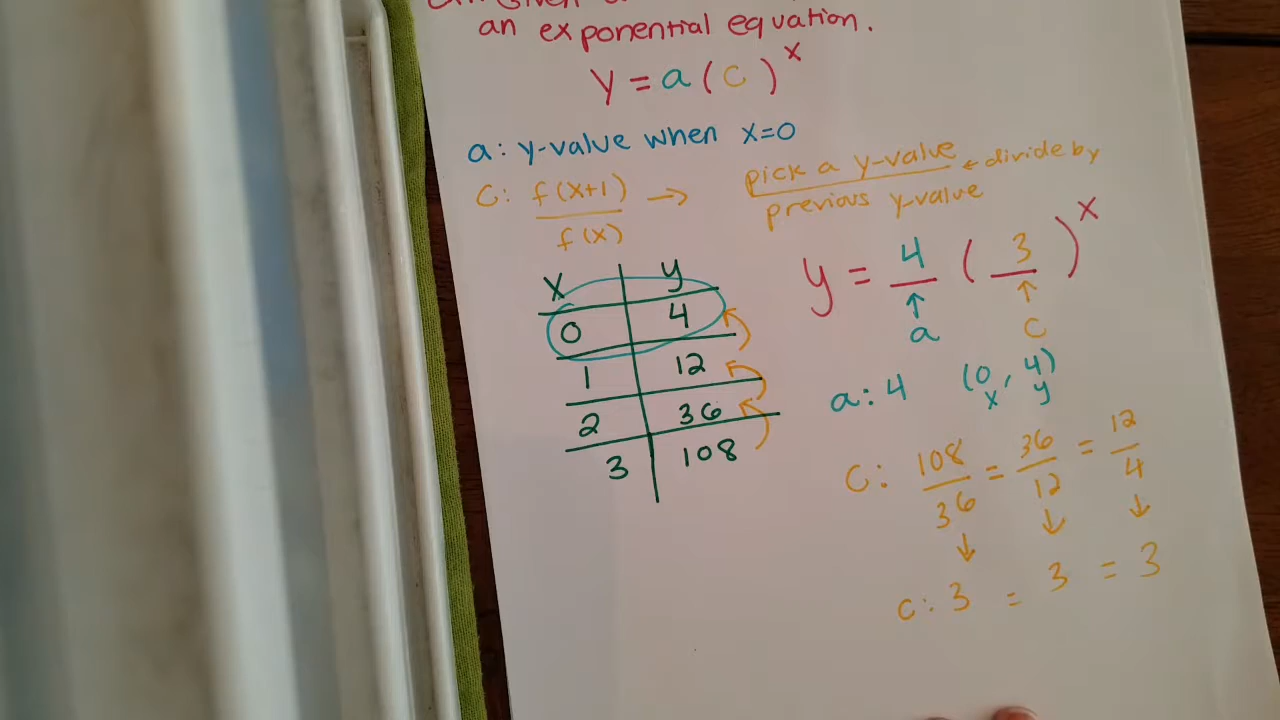 an exponential equation.
y = a ( c )^x
a: y-value when x=0
C: f(x+1) / f(x) → pick a y-value / previous y-value ← divide by
x | y
0 | 4
1 | 12
2 | 36
3 | 108
y = 4 ( 3 )^x
↑ ↑
a c
a: 4 (0, 4)
x y
C: 108/36 = 36/12 = 12/4
↓ ↓ ↓
c: 3 = 3 = 3